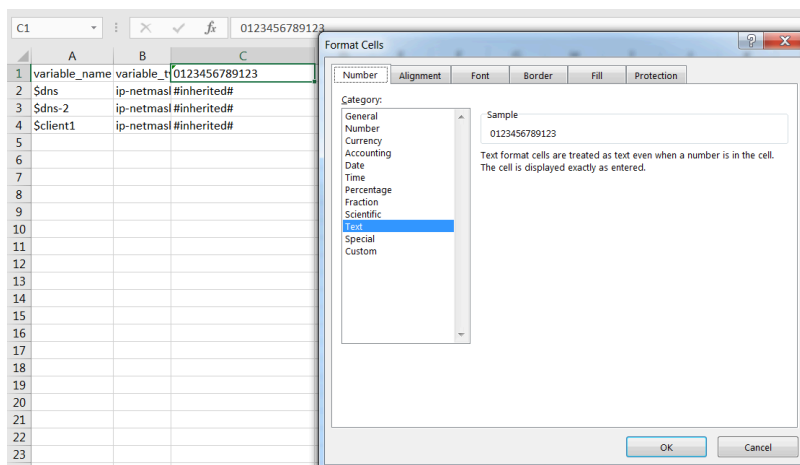 C1 fx 0123456789123
A B C
1 variable_name variable_t 0123456789123
2 $dns ip-netmas #inherited#
3 $dns-2 ip-netmas #inherited#
4 $client1 ip-netmas #inherited#
5
6
7
8
9
10
11
12
13
14
15
16
17
18
19
20
21
22
23
Format Cells
Number Alignment Font Border Fill Protection
Category:
General
Number
Currency
Accounting
Date
Time
Percentage
Fraction
Scientific
Text
Special
Custom
Sample
0123456789123
Text format cells are treated as text even when a number is in the cell.
The cell is displayed exactly as entered.
OK Cancel